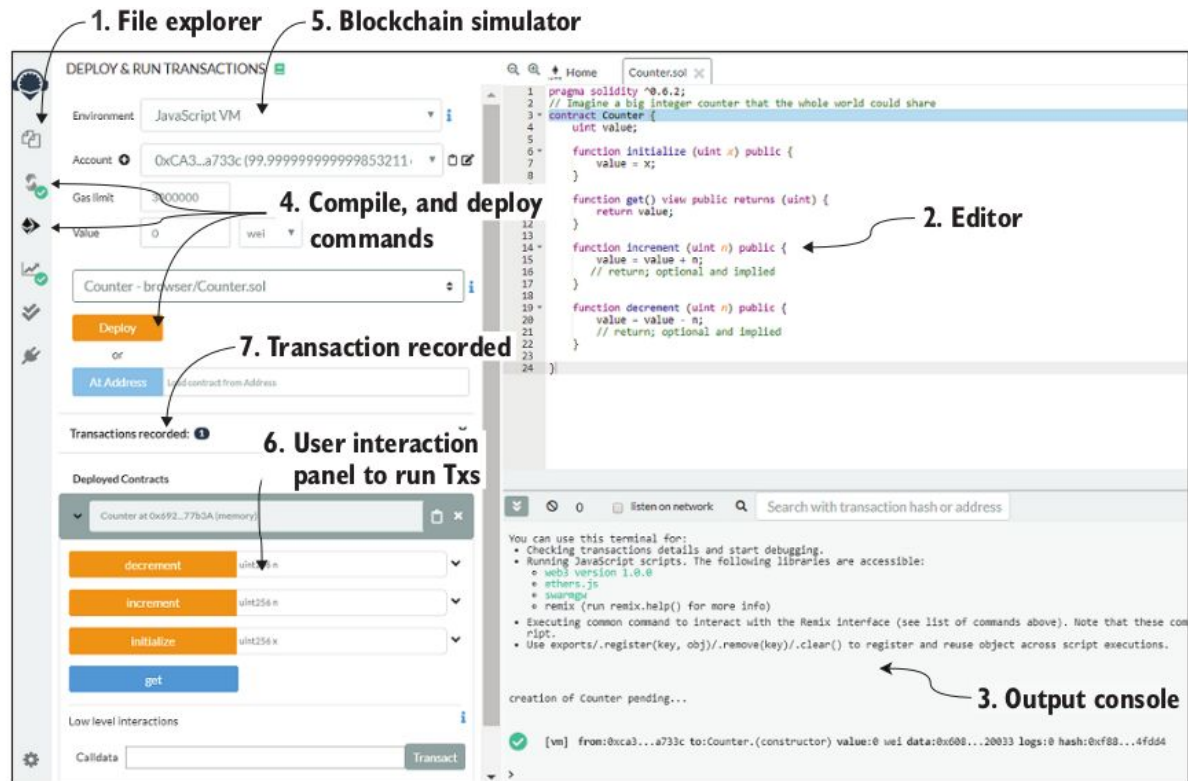 1. File explorer
5. Blockchain simulator
DEPLOY & RUN TRANSACTIONS
Environment JavaScript VM
Account 0xCA3...a733c (99.999999999999853211
Gas limit 3000000
Value 0 wei
4. Compile, and deploy
commands
Counter - browser/Counter.sol
Deploy
or
At Address Load contract from Address
7. Transaction recorded
Transactions recorded: 1
6. User interaction
panel to run Txs
Deployed Contracts
Counter at 0x692...77b3A (memory)
decrement uint256 n
increment uint256 n
initialize uint256 x
get
Low level interactions
Calldata Transact
Home Counter.sol
1 pragma solidity ^0.6.2;
2 // Imagine a big integer counter that the whole world could share
3 contract Counter {
4 uint value;
5
6 function initialize (uint x) public {
7 value = x;
8 }
function get() view public returns (uint) {
return value;
12 }
13
14 function increment (uint n) public {
15 value = value + n;
16 // return; optional and implied
17 }
18
19 function decrement (uint n) public {
20 value = value - n;
21 // return; optional and implied
22 }
23
24 }
2. Editor
0 listen on network Search with transaction hash or address
You can use this terminal for:
• Checking transactions details and start debugging.
• Running JavaScript scripts. The following libraries are accessible:
web3 version 1.0.0
ethers.js
swarmgw
remix (run remix.help() for more info)
• Executing common command to interact with the Remix interface (see list of commands above). Note that these com
ript.
• Use exports/.register(key, obj)/.remove(key)/.clear() to register and reuse object across script executions.
3. Output console
creation of Counter pending...
[vm] from:0xca3...a733c to:Counter.(constructor) value:0 wei data:0x608...20033 logs:0 hash:0xf88...4fdd4
>